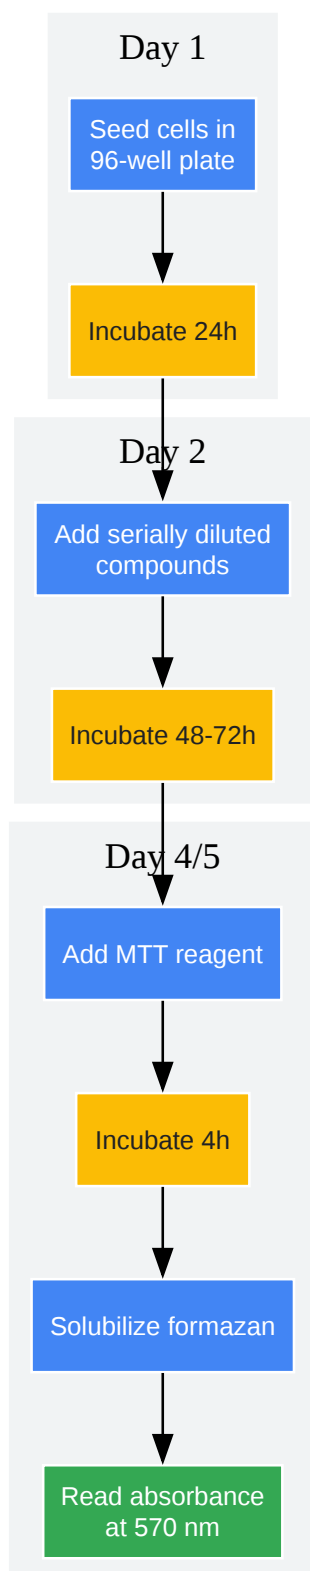 Day 1
Seed cells in
96-well plate
Incubate 24h
Day 2
Add serially diluted
compounds
Incubate 48-72h
Day 4/5
Add MTT reagent
Incubate 4h
Solubilize formazan
Read absorbance
at 570 nm